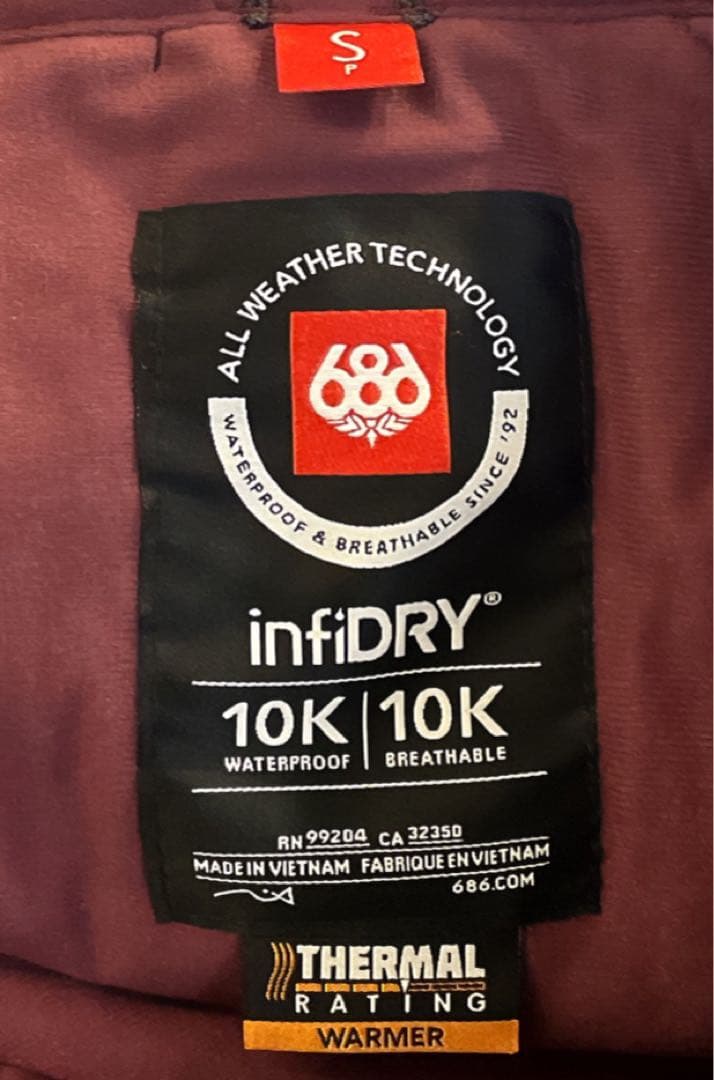 S
P
ALL WEATHER TECHNOLOGY
686
WATERPROOF & BREATHABLE SINCE '92
infiDRY®
10K | 10K
WATERPROOF BREATHABLE
RN 99204 CA 32350
MADE IN VIETNAM FABRIQUE EN VIETNAM
686.COM
THERMAL
RATING
WARMER